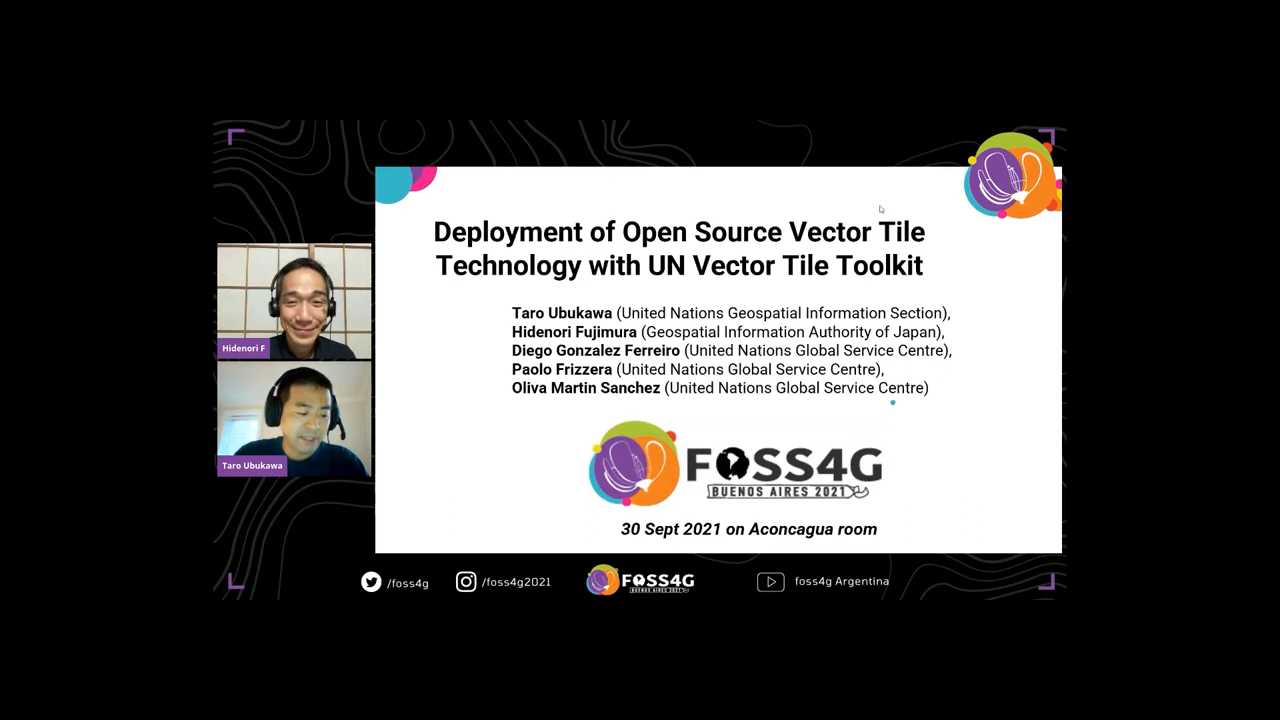 Deployment of Open Source Vector Tile
Technology with UN Vector Tile Toolkit
Taro Ubukawa (United Nations Geospatial Information Section),
Hidenori Fujimura (Geospatial Information Authority of Japan),
Diego Gonzalez Ferreiro (United Nations Global Service Centre),
Paolo Frizzera (United Nations Global Service Centre),
Oliva Martin Sanchez (United Nations Global Service Centre)
Hidenori F
Taro Ubukawa
FOSS4G
BUENOS AIRES 2021
30 Sept 2021 on Aconcagua room
/foss4g
/foss4g2021
FOSS4G
BUENOS AIRES 2021
foss4g Argentina